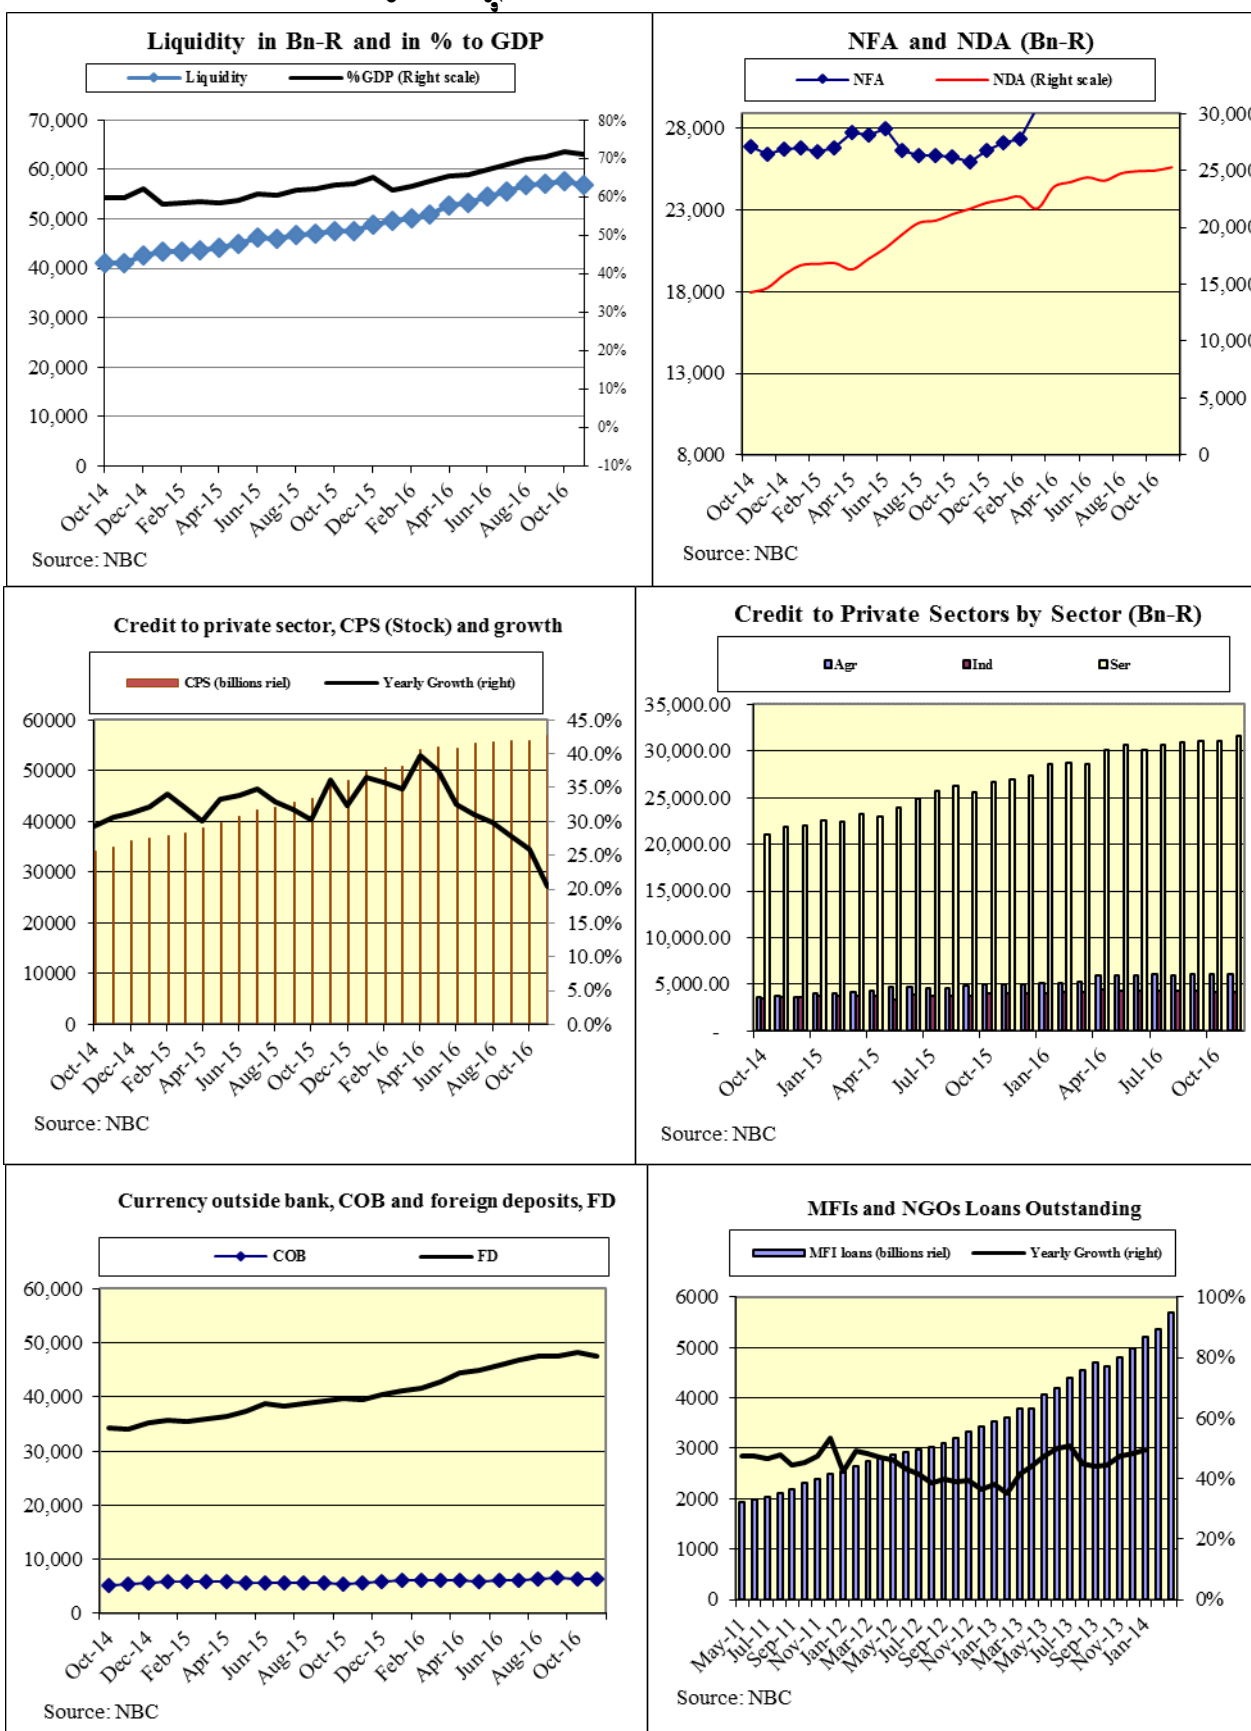 Liquidity in Bn-R and in % to GDP
Liquidity
%GDP (Right scale)
70,000
60,000
50,000
40,000
30,000
20,000
10,000
0
80%
70%
60%
50%
40%
30%
20%
10%
0%
-10%
Oct-14
Dec-14
Feb-15
Apr-15
Jun-15
Aug-15
Oct-15
Dec-15
Feb-16
Apr-16
Jun-16
Aug-16
Oct-16
Source: NBC
NFA and NDA (Bn-R)
NFA
NDA (Right scale)
28,000
23,000
18,000
13,000
8,000
30,000
25,000
20,000
15,000
10,000
5,000
0
Oct-14
Dec-14
Feb-15
Apr-15
Jun-15
Aug-15
Oct-15
Dec-15
Feb-16
Apr-16
Jun-16
Aug-16
Oct-16
Source: NBC
Credit to private sector, CPS (Stock) and growth
CPS (billions riel)
Yearly Growth (right)
60000
50000
40000
30000
20000
10000
0
45.0%
40.0%
35.0%
30.0%
25.0%
20.0%
15.0%
10.0%
5.0%
0.0%
Oct-14
Dec-14
Feb-15
Apr-15
Jun-15
Aug-15
Oct-15
Dec-15
Feb-16
Apr-16
Jun-16
Aug-16
Oct-16
Source: NBC
Credit to Private Sectors by Sector (Bn-R)
Agr
Ind
Ser
35,000.00
30,000.00
25,000.00
20,000.00
15,000.00
10,000.00
5,000.00
-
Oct-14
Jan-15
Apr-15
Jul-15
Oct-15
Jan-16
Apr-16
Jul-16
Oct-16
Source: NBC
Currency outside bank, COB and foreign deposits, FD
COB
FD
60,000
50,000
40,000
30,000
20,000
10,000
0
Oct-14
Dec-14
Feb-15
Apr-15
Jun-15
Aug-15
Oct-15
Dec-15
Feb-16
Apr-16
Jun-16
Aug-16
Oct-16
Source: NBC
MFIs and NGOs Loans Outstanding
MFI loans (billions riel)
Yearly Growth (right)
6000
5000
4000
3000
2000
1000
0
100%
80%
60%
40%
20%
0%
May-11
Jul-11
Sep-11
Nov-11
Jan-12
Mar-12
May-12
Jul-12
Sep-12
Nov-12
Jan-13
Mar-13
May-13
Jul-13
Sep-13
Nov-13
Jan-14
Source: NBC